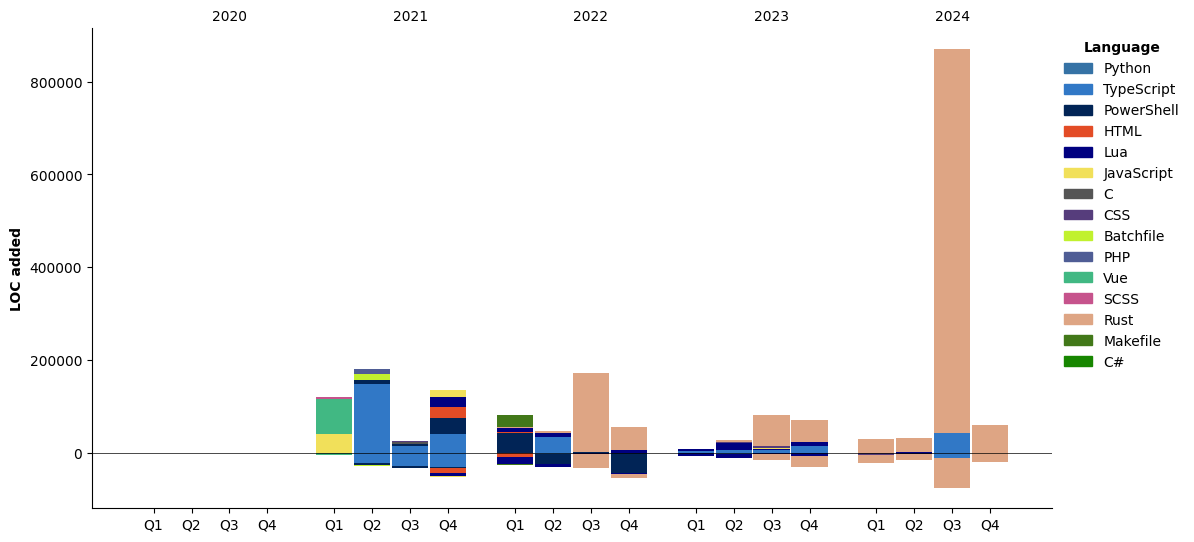 2020 2021 2022 2023 2024
LOC added
800000
600000
400000
200000
0
Q1 Q2 Q3 Q4 Q1 Q2 Q3 Q4 Q1 Q2 Q3 Q4 Q1 Q2 Q3 Q4 Q1 Q2 Q3 Q4
Language
Python
TypeScript
PowerShell
HTML
Lua
JavaScript
C
CSS
Batchfile
PHP
Vue
SCSS
Rust
Makefile
C#